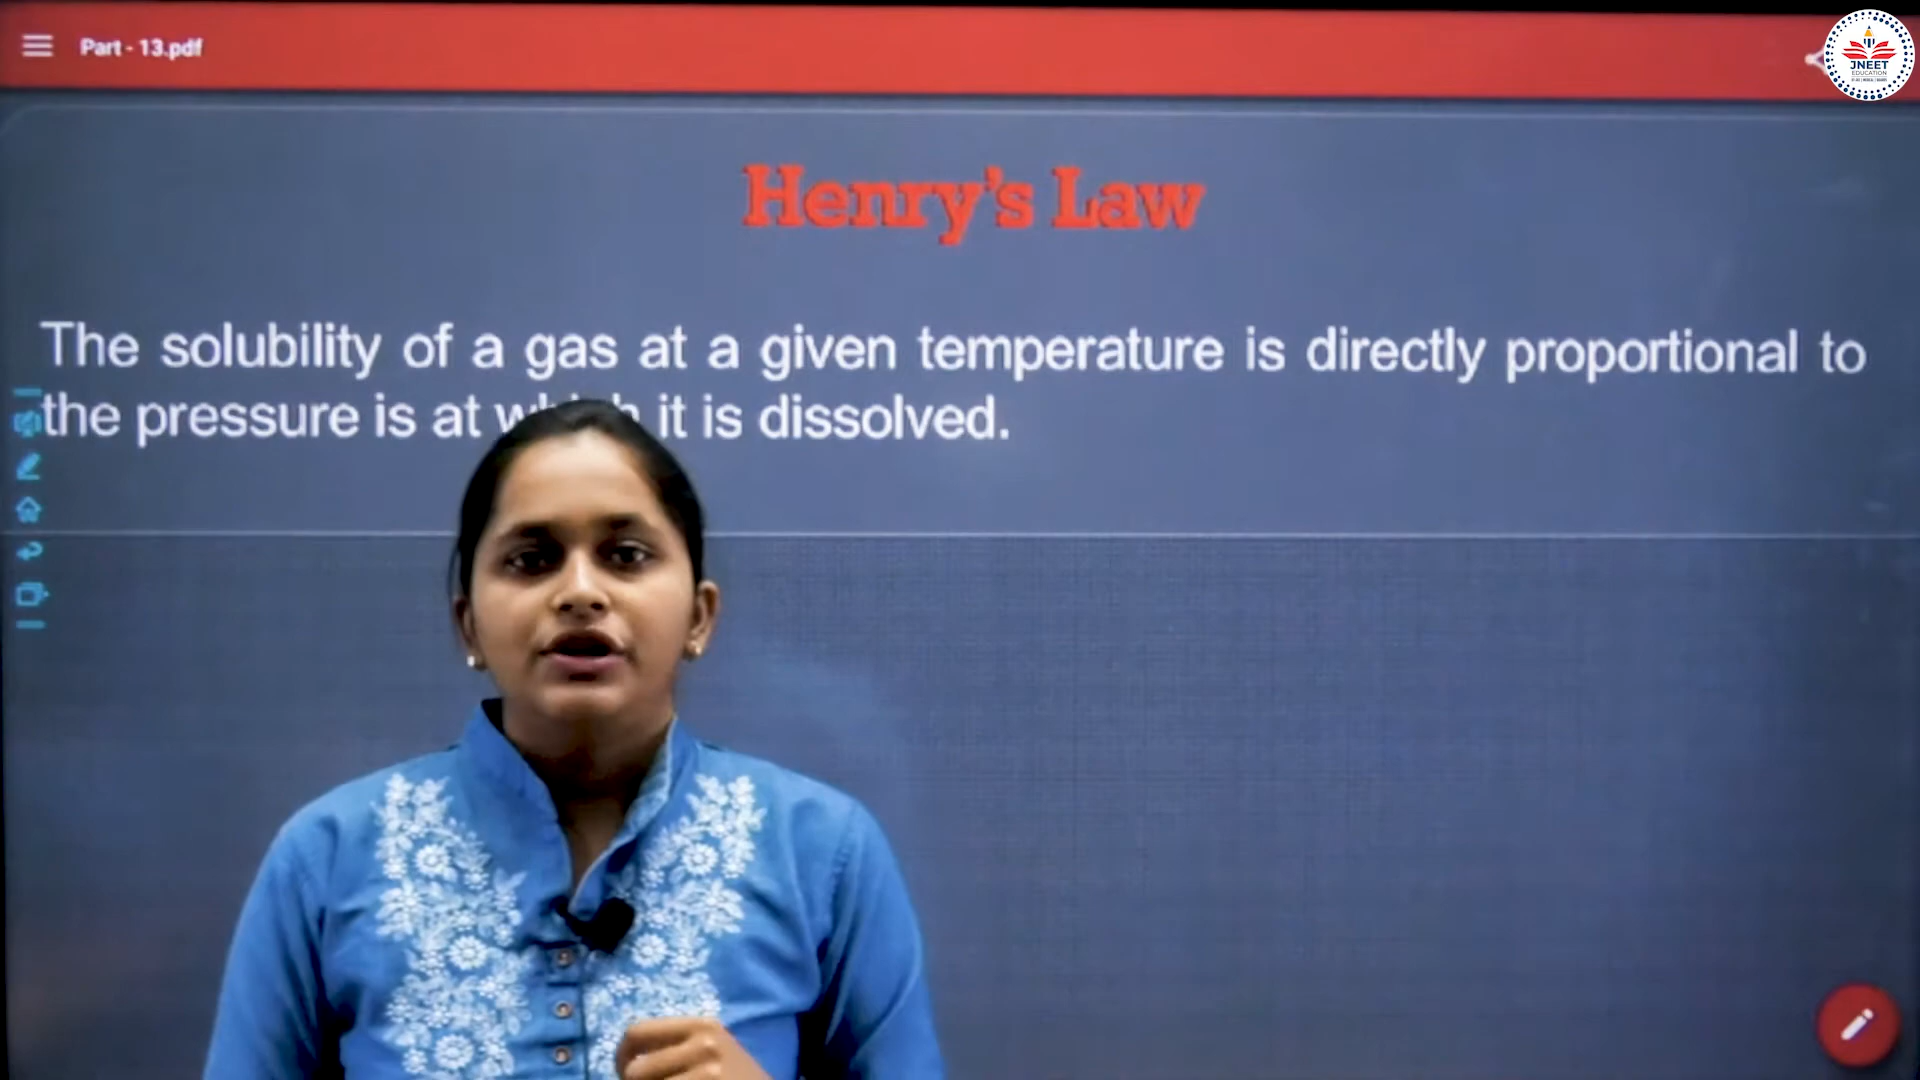 Part - 13.pdf
JNEET
EDUCATION
Henry's Law
The solubility of a gas at a given temperature is directly proportional to
the pressure is at which it is dissolved.